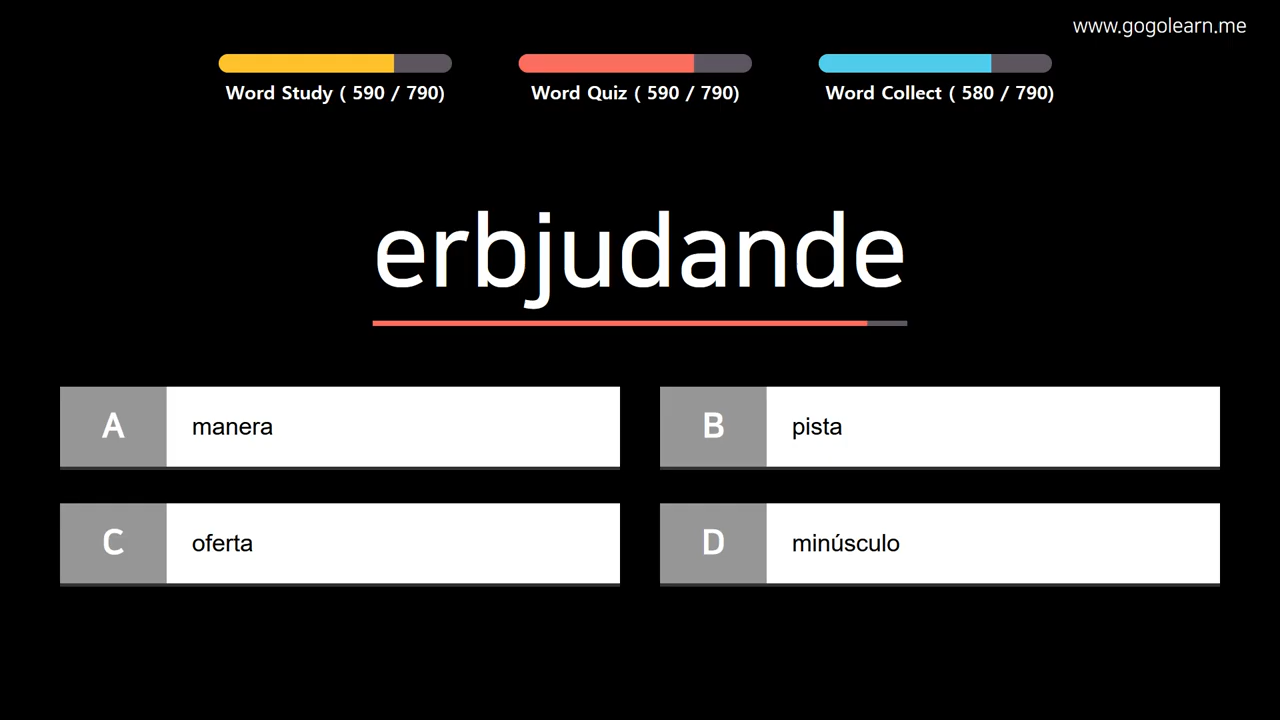 www.gogolearn.me
Word Study ( 590 / 790)
Word Quiz ( 590 / 790)
Word Collect ( 580 / 790)
erbjudande
A manera
B pista
C oferta
D minúsculo